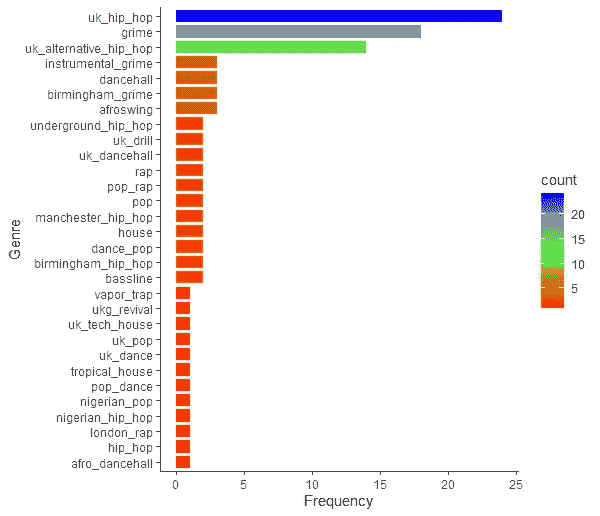 uk_hip_hop
grime
uk_alternative_hip_hop
instrumental_grime
dancehall
birmingham_grime
afroswing
underground_hip_hop
uk_drill
uk_dancehall
rap
pop_rap
pop
manchester_hip_hop
house
dance_pop
birmingham_hip_hop
bassline
vapor_trap
ukg_revival
uk_tech_house
uk_pop
uk_dance
tropical_house
pop_dance
nigerian_pop
nigerian_hip_hop
london_rap
hip_hop
afro_dancehall
Genre
0 5 10 15 20 25
Frequency
count
20
15
10
5